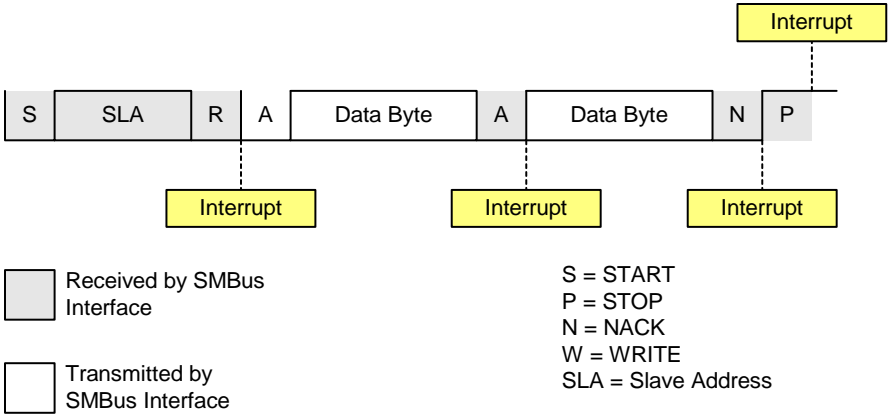 Interrupt
S SLA R A Data Byte A Data Byte N P
Interrupt Interrupt Interrupt
Received by SMBus
Interface
Transmitted by
SMBus Interface
S = START
P = STOP
N = NACK
W = WRITE
SLA = Slave Address